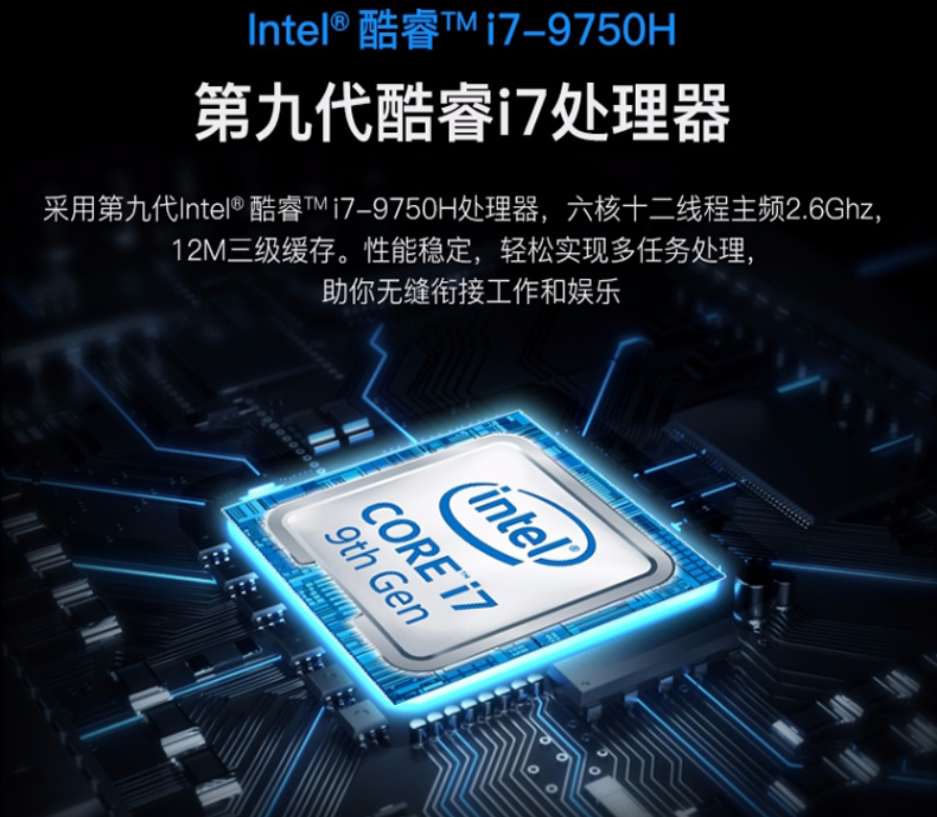 Intel® 酷睿™ i7-9750H
第九代酷睿i7处理器
采用第九代Intel® 酷睿™ i7-9750H处理器，六核十二线程主频2.6Ghz，
12M三级缓存。性能稳定，轻松实现多任务处理，
助你无缝衔接工作和娱乐
intel®
CORE™ i7
9th Gen